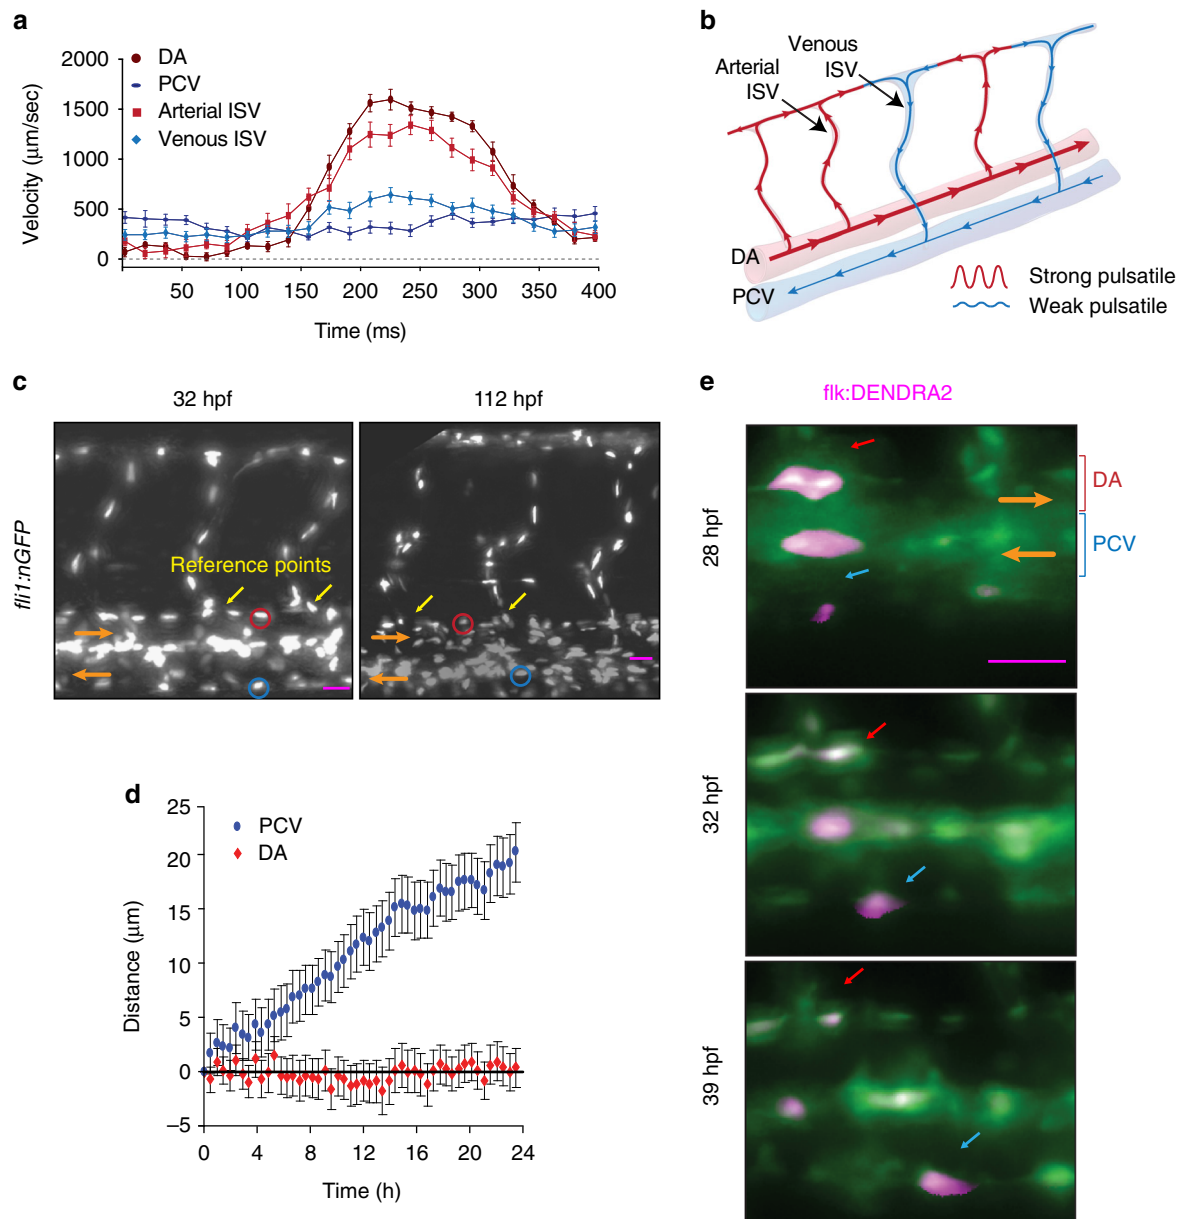 a
DA
PCV
Arterial ISV
Venous ISV
Velocity (μm/sec)
2000
1500
1000
500
0
50 100 150 200 250 300 350 400
Time (ms)
b
Venous
ISV
Arterial
ISV
DA
PCV
Strong pulsatile
Weak pulsatile
c
32 hpf 112 hpf
fli1:nGFP
Reference points
d
PCV
DA
Distance (μm)
25
20
15
10
5
0
–5
0 4 8 12 16 20 24
Time (h)
e
flk:DENDRA2
28 hpf
DA
PCV
32 hpf
39 hpf